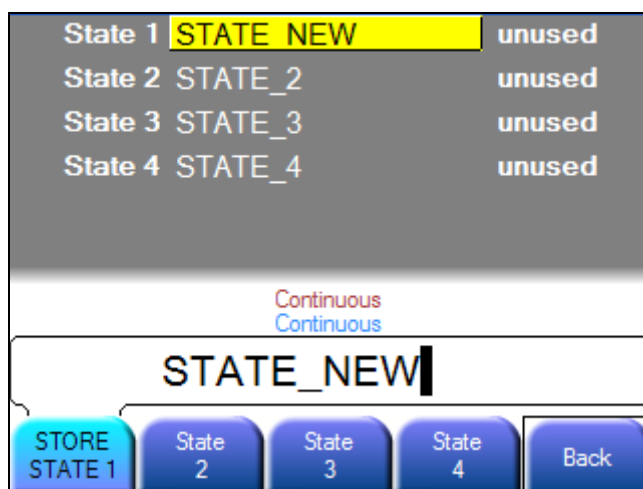 State 1 STATE_NEW unused
State 2 STATE_2 unused
State 3 STATE_3 unused
State 4 STATE_4 unused
Continuous
Continuous
STATE_NEW
STORE STATE 1
State 2
State 3
State 4
Back